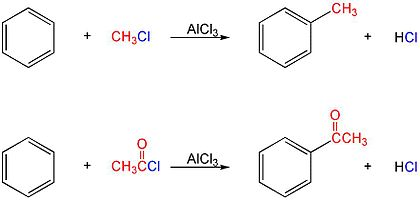 + CH₃Cl AlCl₃ CH₃ + HCl
+ CH₃CCl O AlCl₃ O CCH₃ + HCl